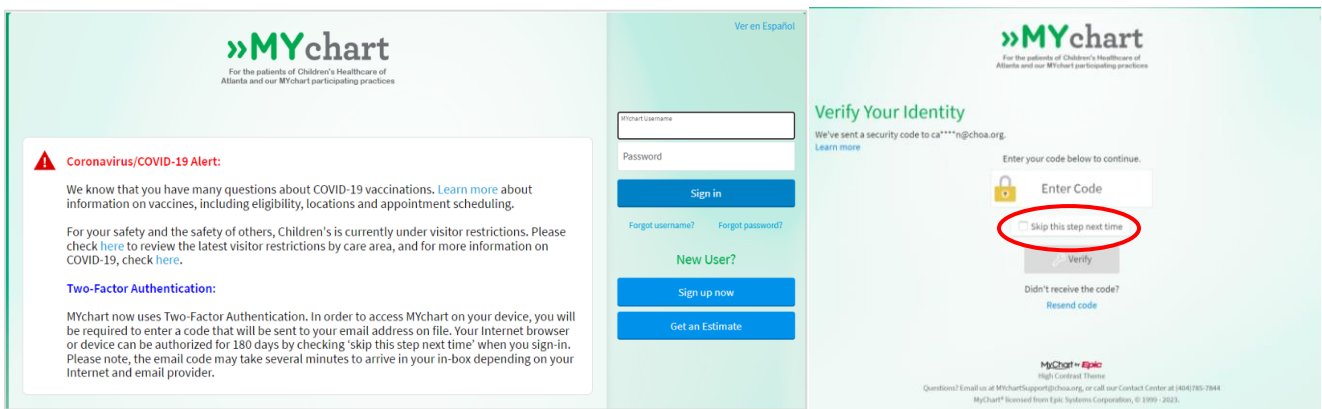 »MYchart
For the patients of Children's Healthcare of
Atlanta and our MYchart participating practices
Coronavirus/COVID-19 Alert:
We know that you have many questions about COVID-19 vaccinations. Learn more about
information on vaccines, including eligibility, locations and appointment scheduling.
For your safety and the safety of others, Children's is currently under visitor restrictions. Please
check here to review the latest visitor restrictions by care area, and for more information on
COVID-19, check here.
Two-Factor Authentication:
MYchart now uses Two-Factor Authentication. In order to access MYchart on your device, you will
be required to enter a code that will be sent to your email address on file. Your Internet browser
or device can be authorized for 180 days by checking 'skip this step next time' when you sign-in.
Please note, the email code may take several minutes to arrive in your in-box depending on your
Internet and email provider.
Ver en Español
MYchart Username
Password
Sign in
Forgot username? Forgot password?
New User?
Sign up now
Get an Estimate
»MYchart
For the patients of Children's Healthcare of
Atlanta and our MYchart participating practices
Verify Your Identity
We've sent a security code to ca****n@choa.org.
Learn more
Enter your code below to continue.
Enter Code
Skip this step next time
Verify
Didn't receive the code?
Resend code
MyChart by Epic
High Contrast Theme
Questions? Email us at MYchartSupport@choa.org, or call our Contact Center at (404)785-7844
MyChart® licensed from Epic Systems Corporation, © 1999 - 2023.